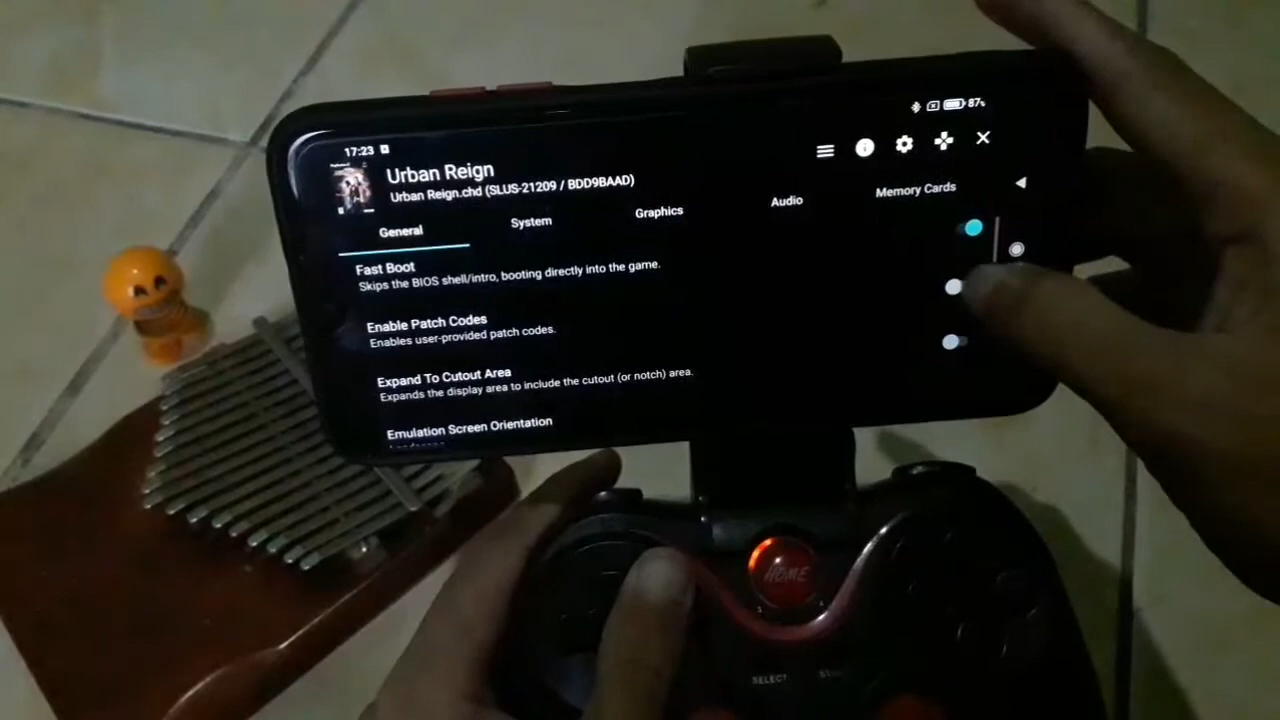 17:23
87%
Urban Reign
Urban Reign.chd (SLUS-21209 / BDD9BAAD)
General
System
Graphics
Audio
Memory Cards
Fast Boot
Skips the BIOS shell/intro, booting directly into the game.
Enable Patch Codes
Enables user-provided patch codes.
Expand To Cutout Area
Expands the display area to include the cutout (or notch) area.
Emulation Screen Orientation
HOME
SELECT